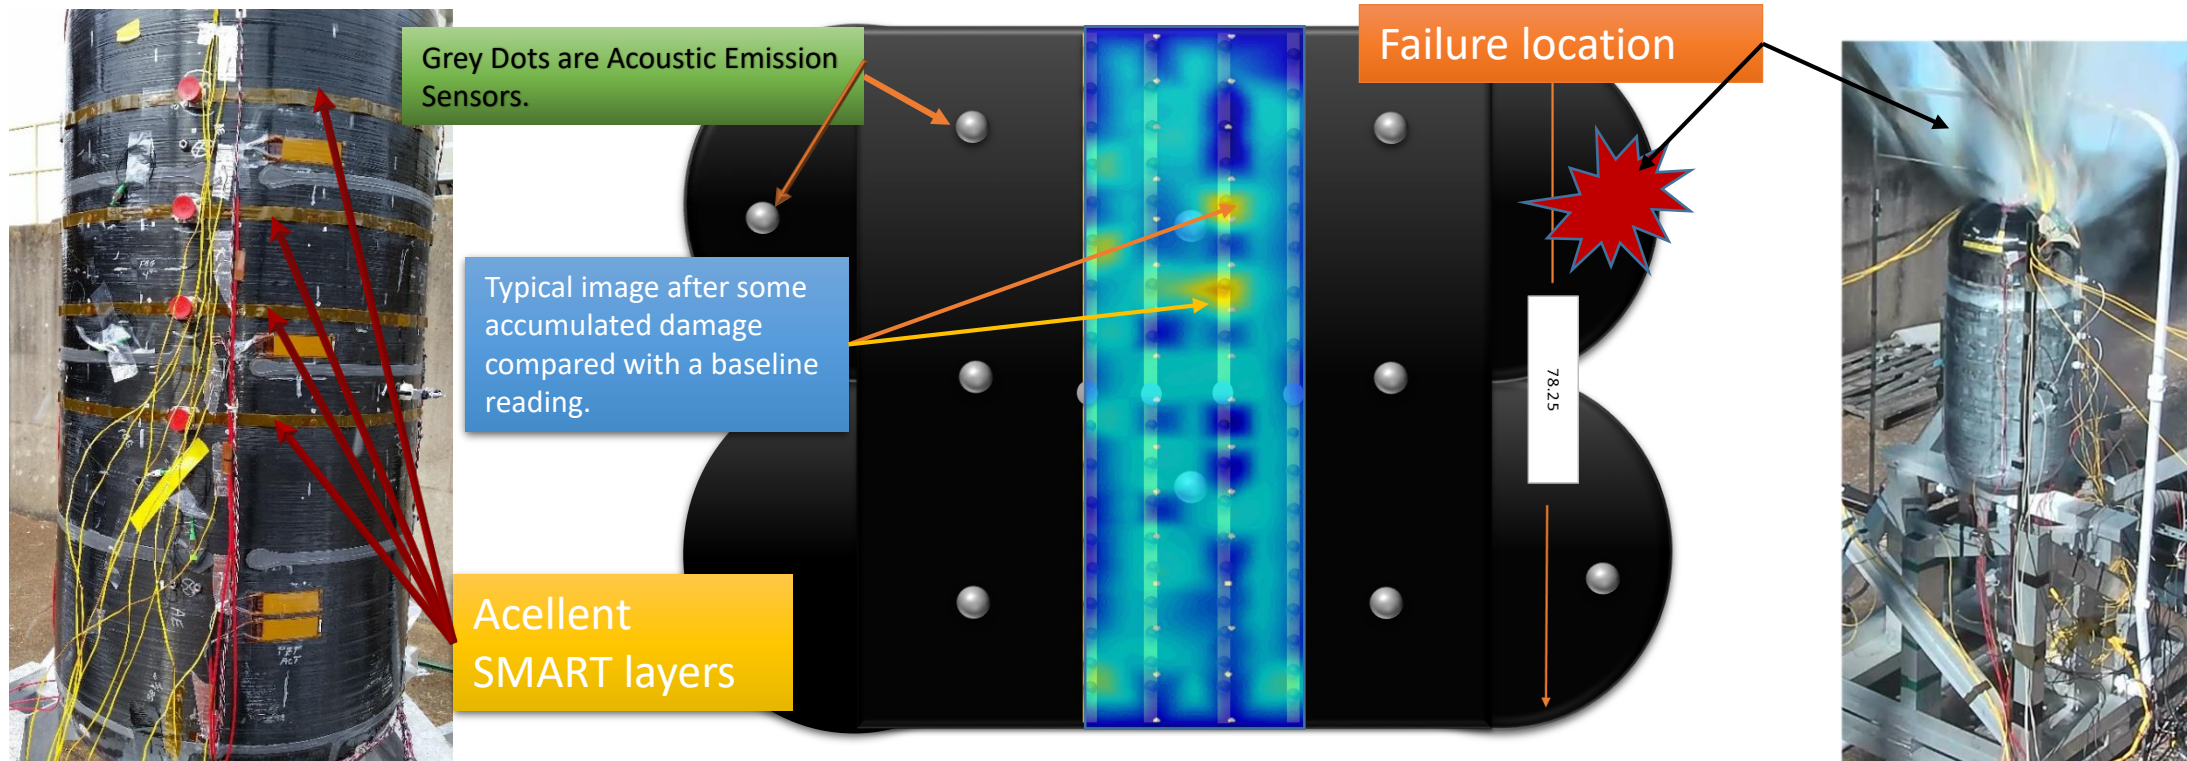 Grey Dots are Acoustic Emission
Sensors.
Failure location
Typical image after some
accumulated damage
compared with a baseline
reading.
78.25
Acellent
SMART layers
AE